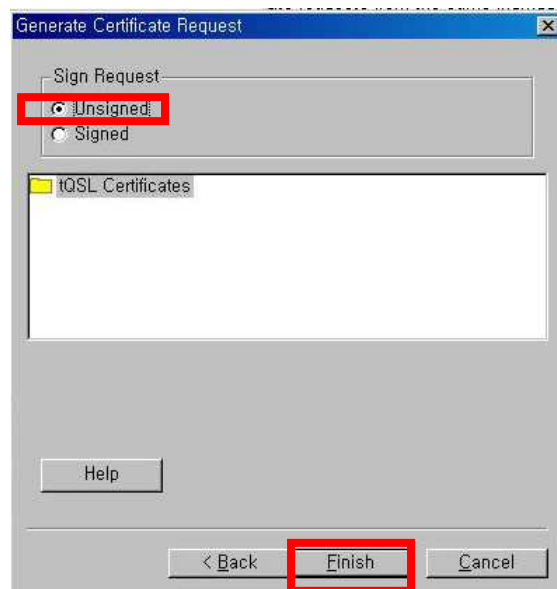 Generate Certificate Request
Sign Request
Unsigned
Signed
tQSL Certificates
Help
< Back
Finish
Cancel